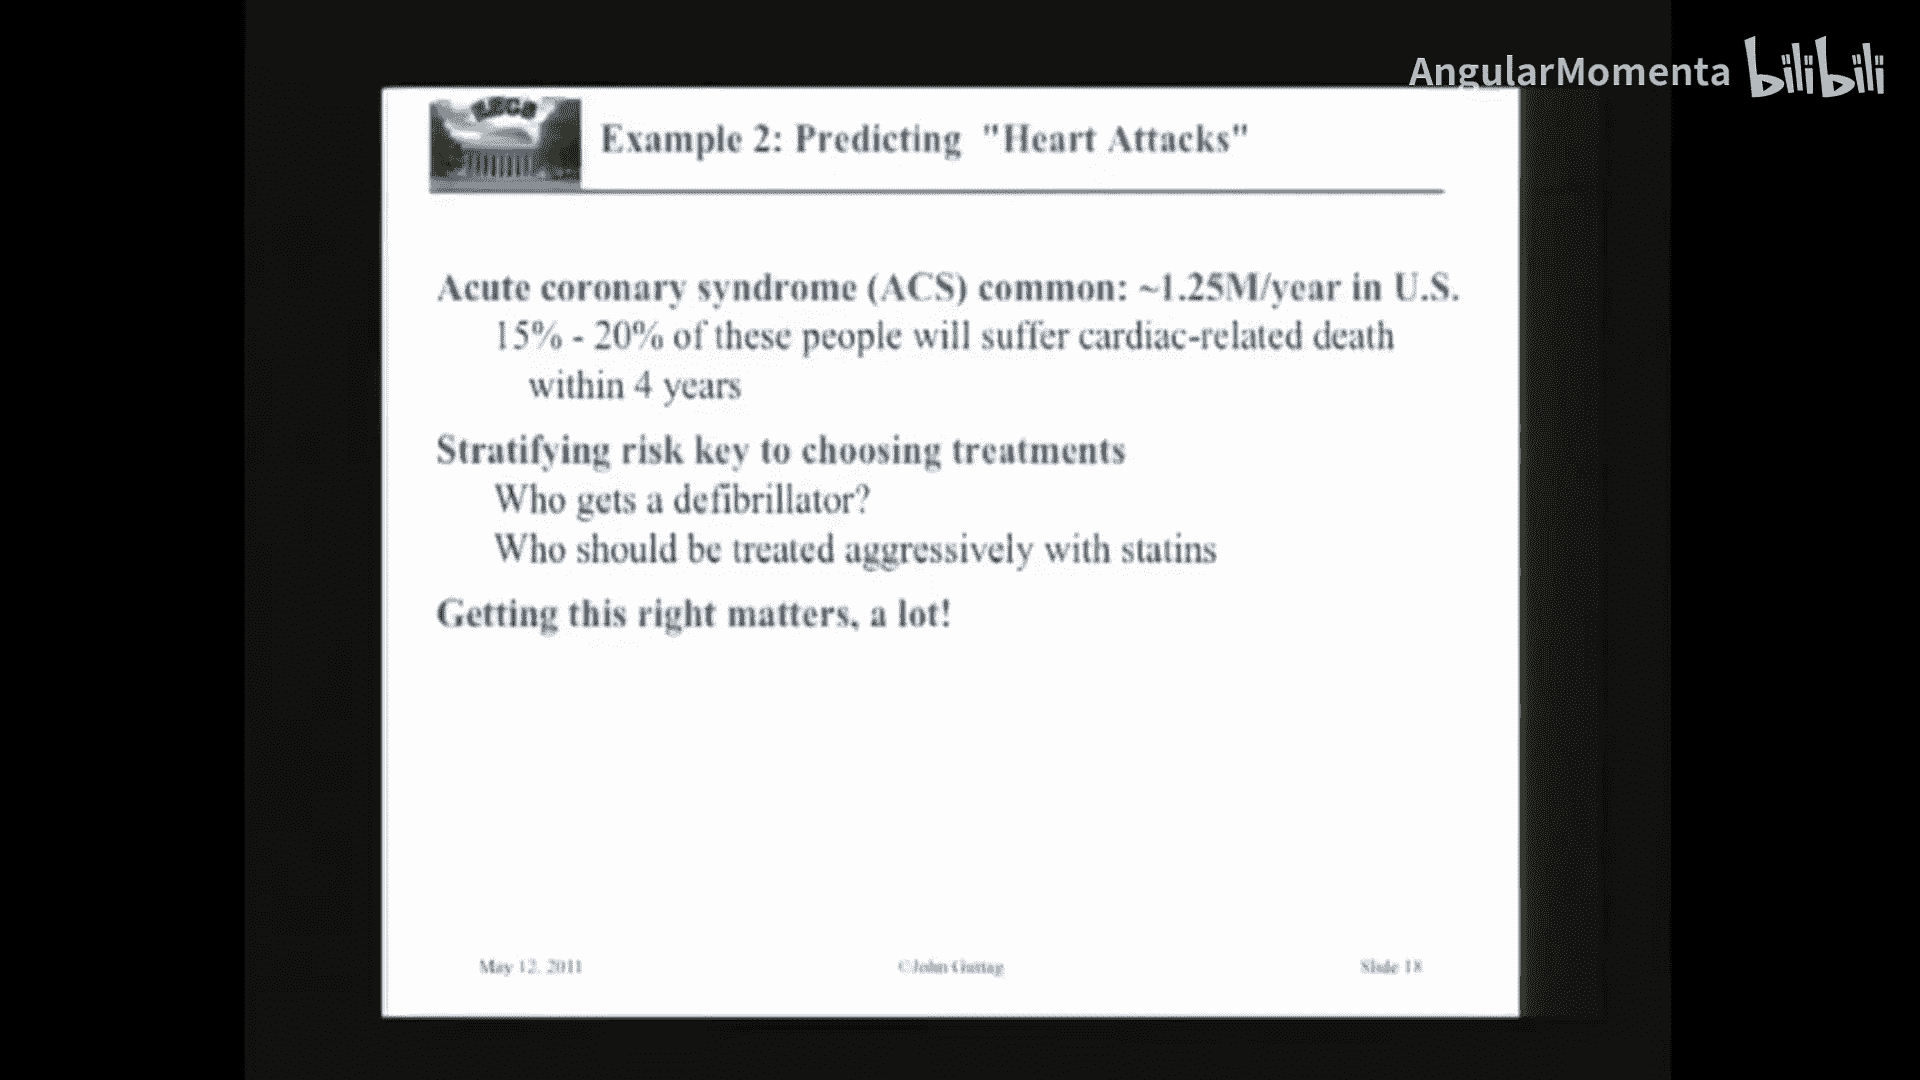 AngularMomenta bilibili
EECS
Example 2: Predicting "Heart Attacks"
Acute coronary syndrome (ACS) common: ~1.25M/year in U.S.
15% - 20% of these people will suffer cardiac-related death
within 4 years
Stratifying risk key to choosing treatments
Who gets a defibrillator?
Who should be treated aggressively with statins
Getting this right matters, a lot!
May 12, 2011
©John Guttag
Slide 18